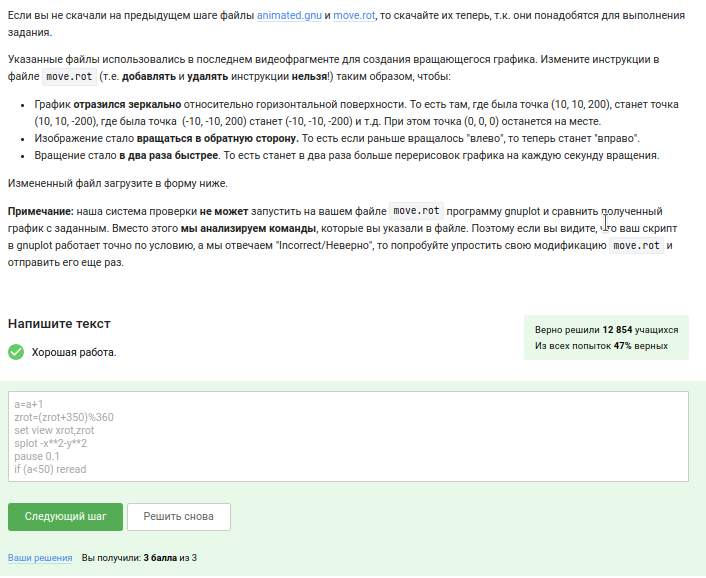 Если вы не скачали на предыдущем шаге файлы animated.gnu и move.rot, то скачайте их теперь, т.к. они понадобятся для выполнения
задания.
Указанные файлы использовались в последнем видеофрагменте для создания вращающегося графика. Измените инструкции в
файле move.rot (т.е. добавлять и удалять инструкции нельзя!) таким образом, чтобы:
• График отразился зеркально относительно горизонтальной поверхности. То есть там, где была точка (10, 10, 200), станет точка
(10, 10, -200), где была точка (-10, -10, 200) станет (-10, -10, -200) и т.д. При этом точка (0, 0, 0) останется на месте.
• Изображение стало вращаться в обратную сторону. То есть если раньше вращалось "влево", то теперь станет "вправо".
• Вращение стало в два раза быстрее. То есть станет в два раза больше перерисовок графика на каждую секунду вращения.
Измененный файл загрузите в форму ниже.
Примечание: наша система проверки не может запустить на вашем файле move.rot программу gnuplot и сравнить полученный
график с заданным. Вместо этого мы анализируем команды, которые вы указали в файле. Поэтому если вы видите, что ваш скрипт
в gnuplot работает точно по условию, а мы отвечаем "Incorrect/Неверно", то попробуйте упростить свою модификацию move.rot и
отправить его еще раз.
Напишите текст
Верно решили 12 854 учащихся
Из всех попыток 47% верных
Хорошая работа.
a=a+1
zrot=(zrot+350)%360
set view xrot,zrot
splot -x**2-y**2
pause 0.1
if (a<50) reread
Следующий шаг Решить снова
Ваши решения Вы получили: 3 балла из 3